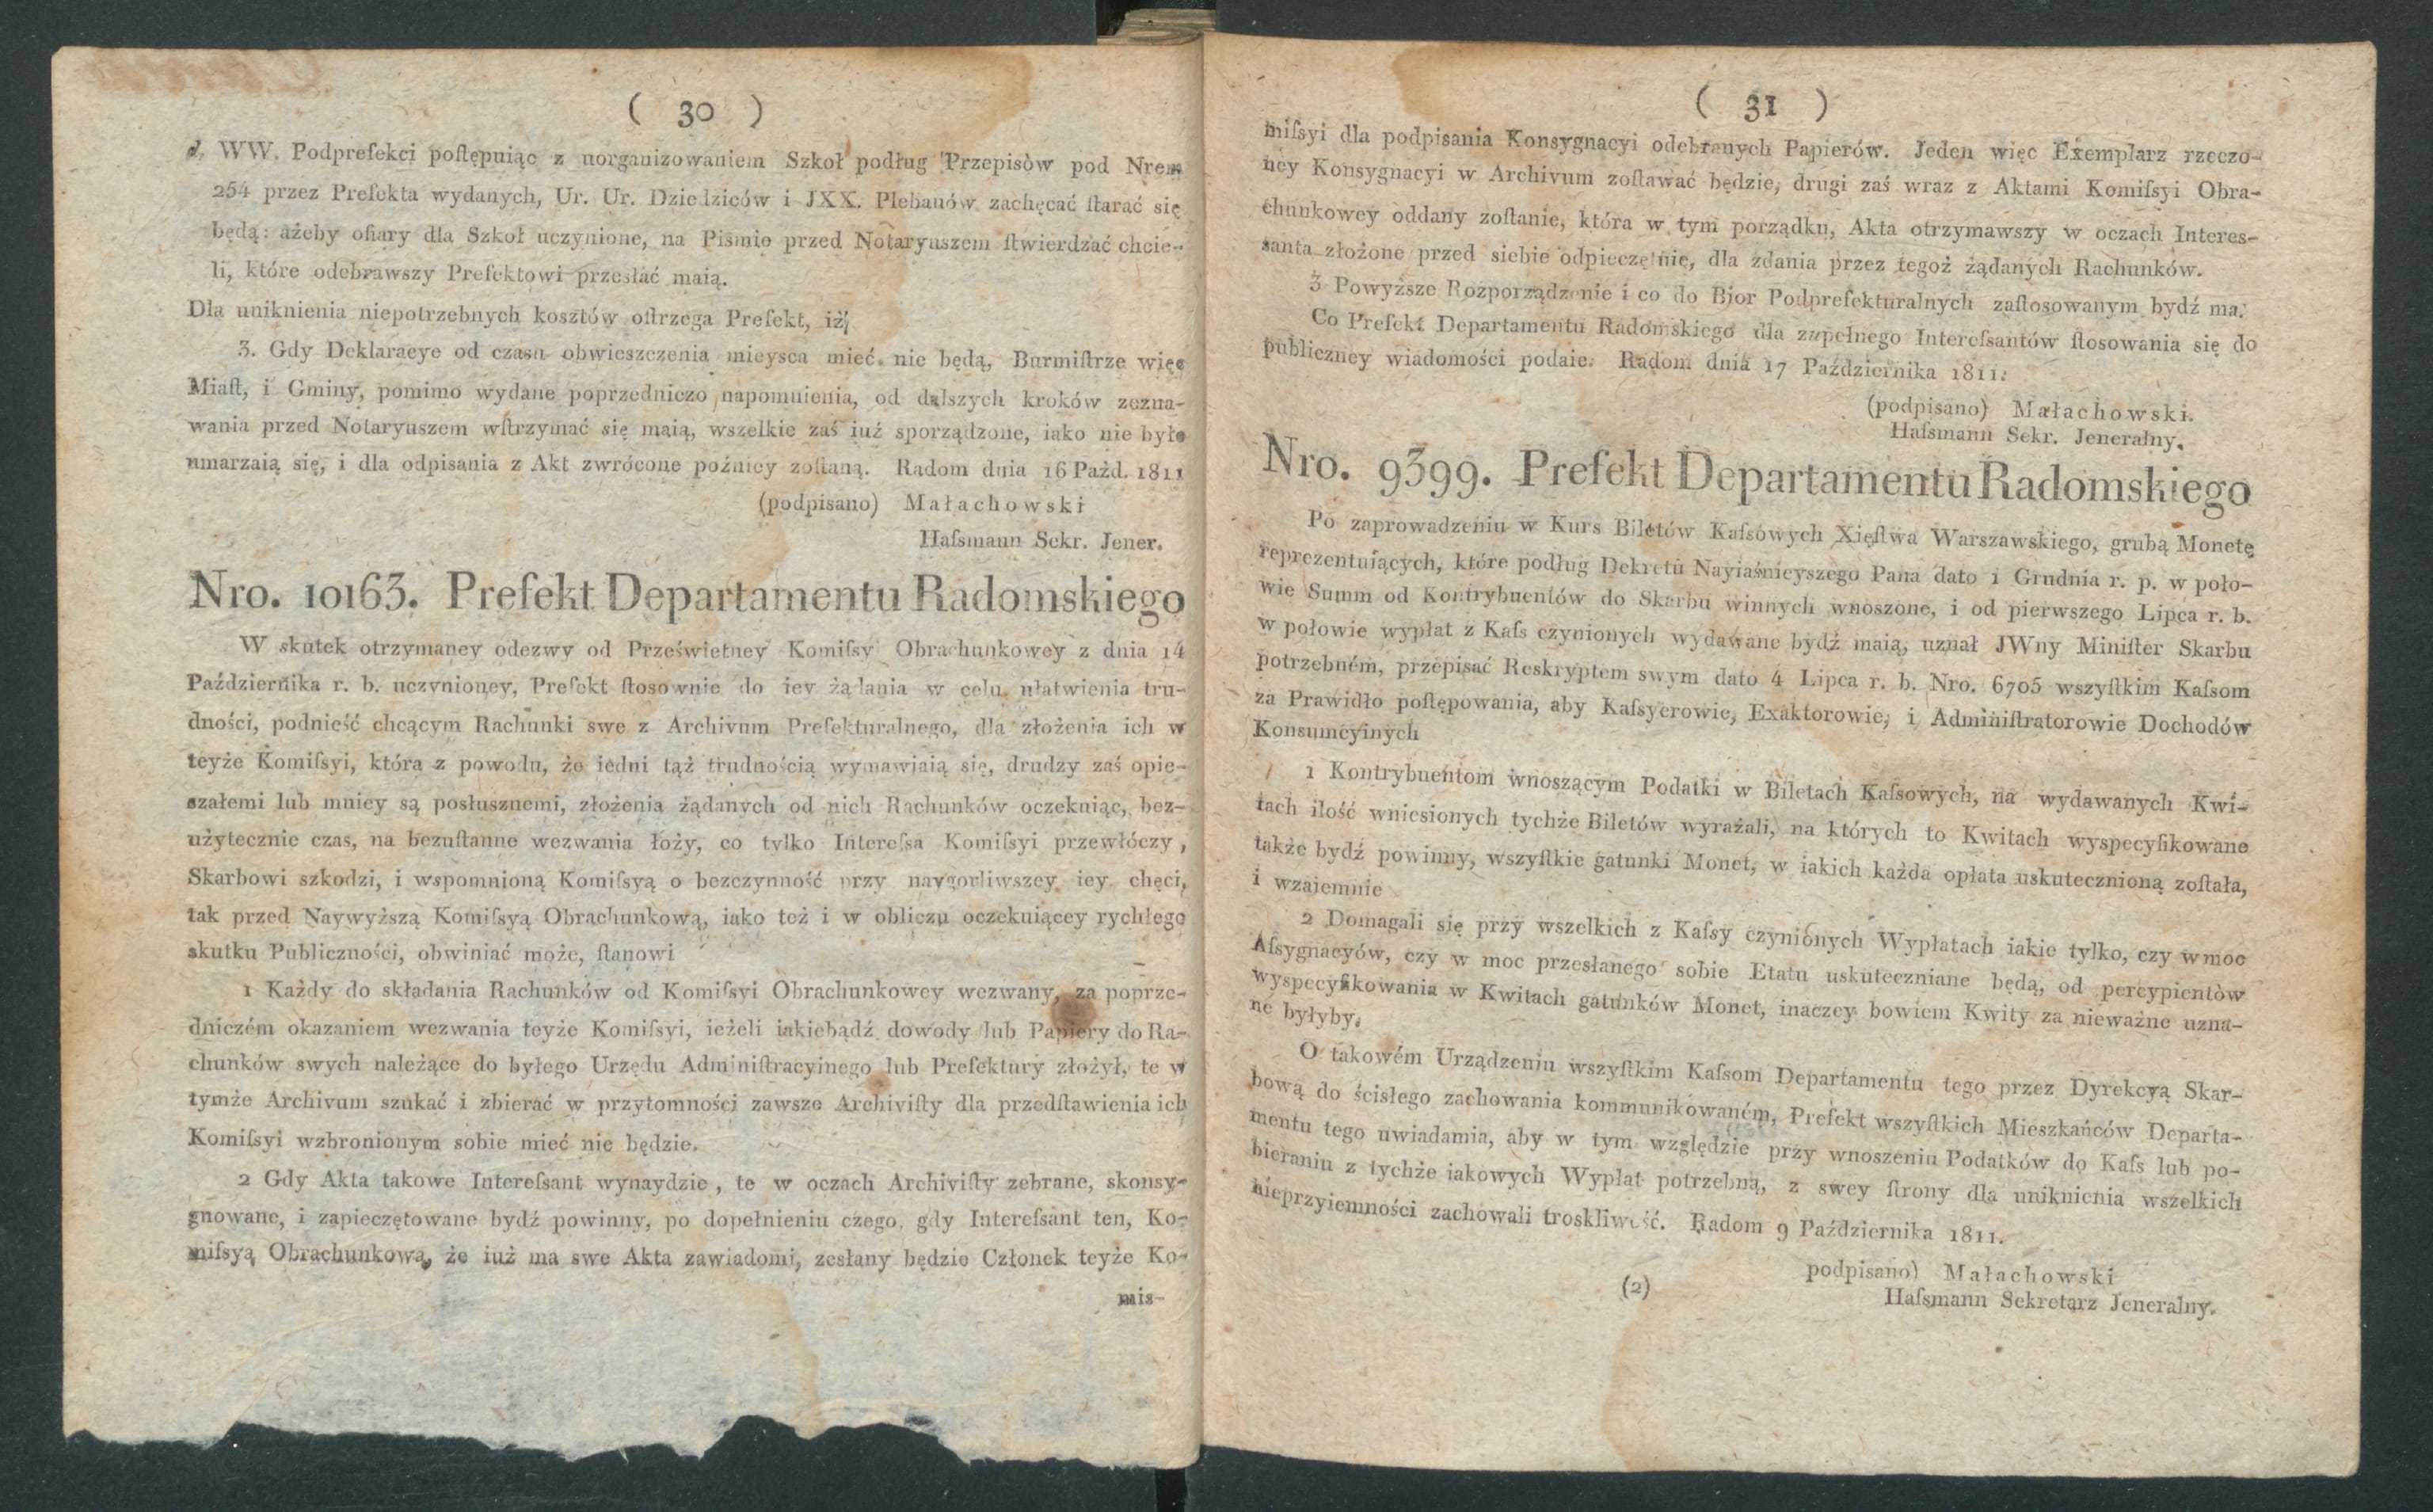 ( 30 )
d, WW. Podprefekci poſtępuiąc z uorganizowaniem Szkoł podług Przepisòw pod Nrem
254 przez Prefekta wydanych, Ur. Ur. Dziedziców i JXX. Plebanów zachęcać ſtarać się
będą: ażeby ofiary dla Szkoł uczynione, na Piśmie przed Notaryuszem ſtwierdzać chcie-
li, które odebrawszy Prefektowi przesłać maią.
Dla uniknienia niepotrzebnych kosztów oſtrzega Prefekt, iż;
3. Gdy Deklaracye od czasu obwieszczenia mieysca mieć nie będą, Burmiſtrze więc
Miaſt, i Gminy, pomimo wydane poprzedniczo napomnienia, od dalszych kroków zezna-
wania przed Notaryuszem wſtrzymać się maią, wszelkie zaś iuż sporządzone, iako nie byłe
umarzaią się, i dla odpisania z Akt zwrócone poźniey zoſtaną. Radom dnia 16 Pażd. 1811
(podpisano) Małachowski
Haſsmann Sekr. Jener.
Nro. 10163. Prefekt Departamentu Radomskiego
W skutek otrzymaney odezwy od Prześwietney Komiſsyi Obrachunkowey z dnia 14
Października r. b. uczynioney, Prefekt ſtosownie do iey żądania w celu ułatwienia tru-
dności, podnieść chcącym Rachunki swe z Archivum Prefekturalnego, dla złożenia ich w
teyże Komiſsyi, która z powodu, że iedni tąż trudnością wymawiaią się, drudzy zaś opie-
szałemi lub mniey są posłusznemi, złożenia żądanych od nich Rachunków oczekuiąc, bez-
użytecznie czas, na bezuſtanne wezwania łoży, co tylko Intereſsa Komiſsyi przewłóczy,
Skarbowi szkodzi, i wspomnioną Komiſsyą o bezczynność przy naygorliwszey iey chęci,
tak przed Naywyższą Komiſsyą Obrachunkową, iako też i w obliczu oczekuiącey rychłego
skutku Publiczności, obwiniać może, ſtanowi
1 Każdy do składania Rachunków od Komiſsyi Obrachunkowey wezwany, za poprze-
dniczém okazaniem wezwania teyże Komiſsyi, ieżeli iakiebądź dowody lub Papiery do Ra-
chunków swych należące do byłego Urzędu Adminiſtracyinego lub Prefektury złożył, te w
tymże Archivum szukać i zbierać w przytomności zawsze Archiviſty dla przedſtawienia ich
Komiſsyi wzbronionym sobie mieć nie będzie.
2 Gdy Akta takowe Intereſsant wynaydzie, te w oczach Archiviſty zebrane, skonsy-
gnowane, i zapieczętowane bydź powinny, po dopełnieniu czego, gdy Intereſsant ten, Ko-
miſsyą Obrachunkową, że iuż ma swe Akta zawiadomi, zesłany będzie Członek teyże Ko-
mis-
( 31 )
miſsyi dla podpisania Konsygnacyi odebranych Papierów. Jeden więc Exemplarz rzeczo-
ney Konsygnacyi w Archivum zoſtawać będzie, drugi zaś wraz z Aktami Komiſsyi Obra-
chunkowey oddany zoſtanie, która w tym porządku, Akta otrzymawszy w oczach Interes-
santa złożone przed siebie odpieczętnię, dla zdania przez tegoż żądanych Rachunków.
3 Powyższe Rozporządzenie i co do Bior Podprefekturalnych zaſtosowanym bydź ma.
Co Prefekt Departamentu Radomskiego dla zupełnego Intereſsantów ſtosowania się do
publiczney wiadomości podaie. Radom dnia 17 Października 1811.
(podpisano) Małachowski.
Haſsmann Sekr. Jeneralny.
Nro. 9399. Prefekt Departamentu Radomskiego
Po zaprowadzeniu w Kurs Biletów Kaſsowych Xięſtwa Warszawskiego, grubą Monetę
reprezentuiących, które podług Dekretu Nayiaśnieyszego Pana dato 1 Grudnia r. p. w poło-
wie Summ od Kontrybuentów do Skarbu winnych wnoszone, i od pierwszego Lipca r. b.
w połowie wypłat z Kaſs czynionych wydawane bydź maią, uznał JWny Miniſter Skarbu
potrzebném, przepisać Reskryptem swym dato 4 Lipca r. b. Nro. 6705 wszyſtkim Kaſsom
za Prawidło poſtępowania, aby Kaſsyerowie, Exaktorowie, i Adminiſtratorowie Dochodów
Konsumcyinych
1 Kontrybuentom wnoszącym Podatki w Biletach Kaſsowych, na wydawanych Kwi-
tach ilość wniesionych tychże Biletów wyrażali, na których to Kwitach wyspecyfikowane
także bydź powinny, wszyſtkie gatunki Monet, w iakich każda opłata uskutecznioną zoſtała,
i wzaiemnie
2 Domagali się przy wszelkich z Kaſsy czynionych Wypłatach iakie tylko, czy w moc
Aſsygnacyów, czy w moc przesłanego sobie Etatu uskuteczniane będą, od percypientòw
wyspecyfikowania w Kwitach gatunków Monet, inaczey bowiem Kwity za nieważne uzna-
ne byłyby.
O takowém Urządzeniu wszyſtkim Kaſsom Departamentu tego przez Dyrekcyą Skar-
bową do ścisłego zachowania kommunikowaném, Prefekt wszyſtkich Mieszkańców Departa-
mentu tego uwiadamia, aby w tym względzie przy wnoszeniu Podatków do Kaſs lub po-
bieraniu z tychże iakowych Wypłat potrzebną, z swey ſtrony dla uniknienia wszelkich
nieprzyiemności zachowali troskliwość. Radom 9 Października 1811.
podpisano) Małachowski
(2) Haſsmann Sekretarz Jeneralny.